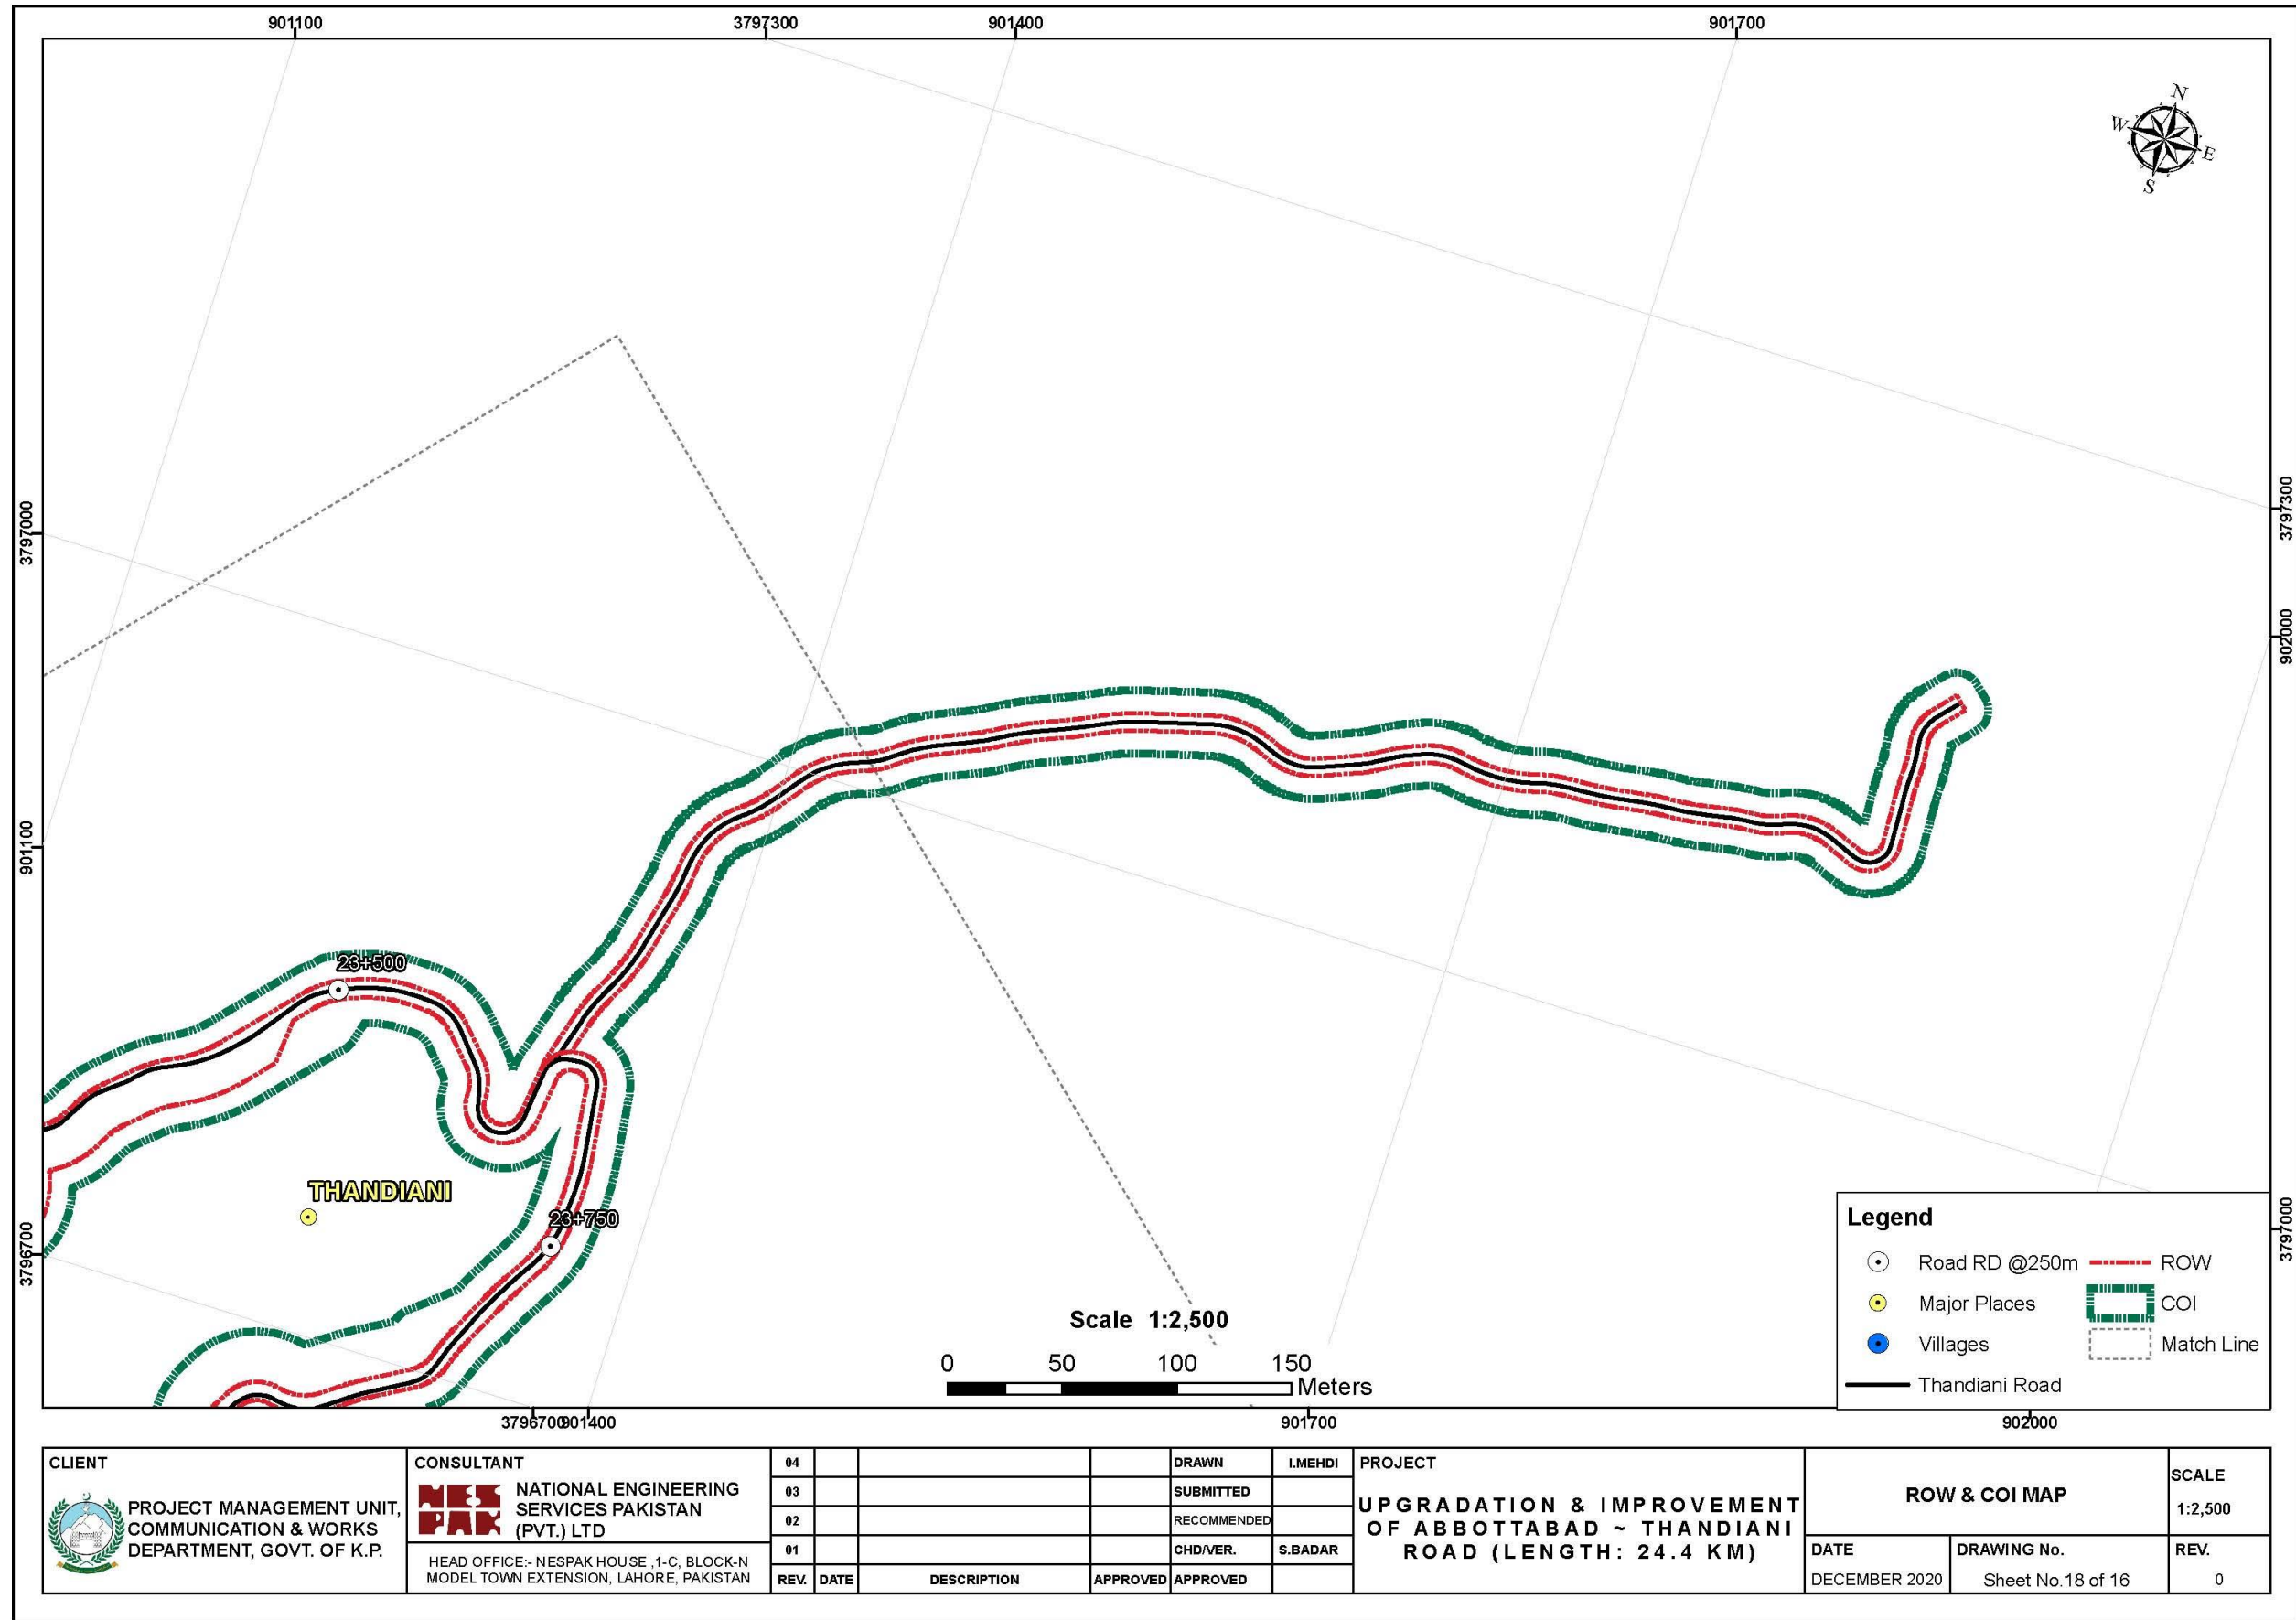 901100
3797300
901400
901700
N
W
E
S
3797000
3797300
902000
901100
23+500
THANDIANI
23+750
3796700
3797000
Scale 1:2,500
0 50 100 150
Meters
Legend
Road RD @250m
ROW
Major Places
COI
Villages
Match Line
Thandiani Road
3796700
901400
901700
902000
CLIENT
PROJECT MANAGEMENT UNIT,
COMMUNICATION & WORKS
DEPARTMENT, GOVT. OF K.P.
CONSULTANT
NES
PAK
NATIONAL ENGINEERING
SERVICES PAKISTAN
(PVT.) LTD
HEAD OFFICE:- NESPAK HOUSE ,1-C, BLOCK-N
MODEL TOWN EXTENSION, LAHORE, PAKISTAN
04
03
02
01
REV. DATE DESCRIPTION APPROVED
DRAWN I.MEHDI
SUBMITTED
RECOMMENDED
CHD/VER. S.BADAR
APPROVED
PROJECT
UPGRADATION & IMPROVEMENT
OF ABBOTTABAD ~ THANDIANI
ROAD (LENGTH: 24.4 KM)
ROW & COI MAP
SCALE
1:2,500
DATE
DECEMBER 2020
DRAWING No.
Sheet No.18 of 16
REV.
0